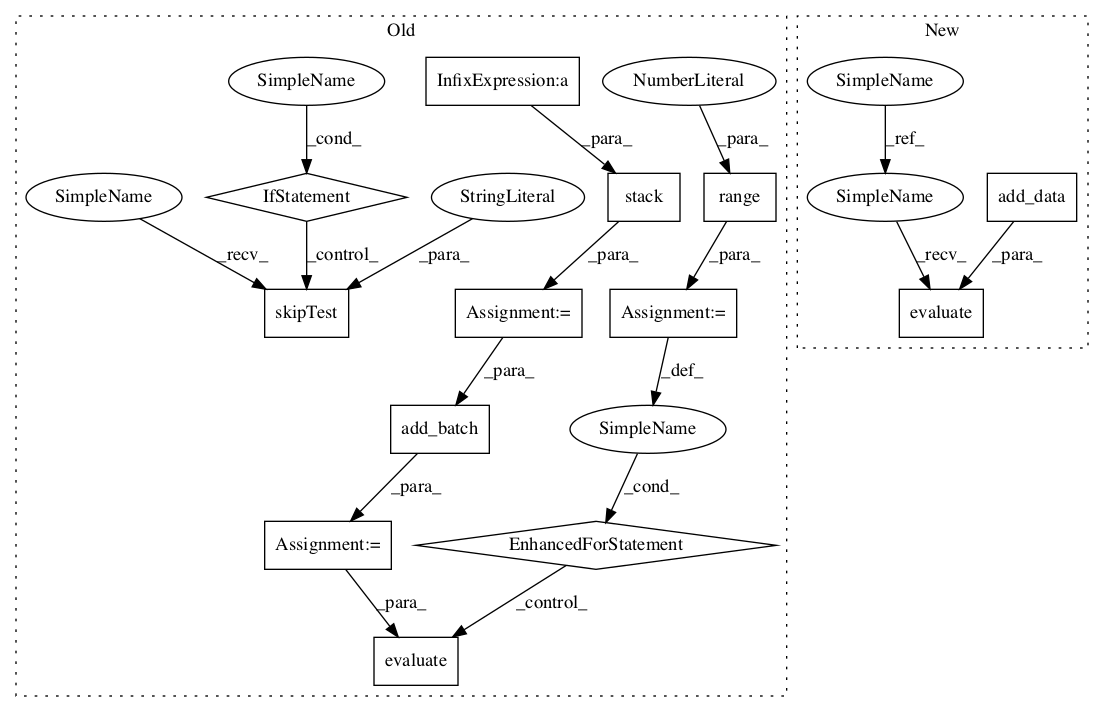 Old
New
SimpleName
InfixExpression:a
NumberLiteral
SimpleName
_cond_
_para_
_para_
_ref_
SimpleName
IfStatement
StringLiteral
stack
range
SimpleName
add_data
_recv_
_control_
_para_
_para_
_para_
_recv_
_para_
skipTest
Assignment:=
Assignment:=
evaluate
_para_
_def_
add_batch
SimpleName
_para_
_cond_
Assignment:=
EnhancedForStatement
_para_
_control_
evaluate